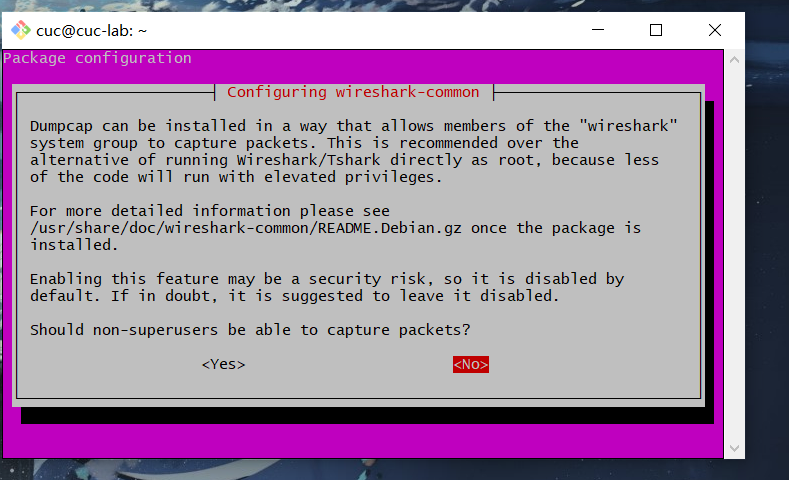 cuc@cuc-lab: ~
Package configuration
Configuring wireshark-common
Dumpcap can be installed in a way that allows members of the "wireshark"
system group to capture packets. This is recommended over the
alternative of running Wireshark/Tshark directly as root, because less
of the code will run with elevated privileges.
For more detailed information please see
/usr/share/doc/wireshark-common/README.Debian.gz once the package is
installed.
Enabling this feature may be a security risk, so it is disabled by
default. If in doubt, it is suggested to leave it disabled.
Should non-superusers be able to capture packets?
<Yes> <No>